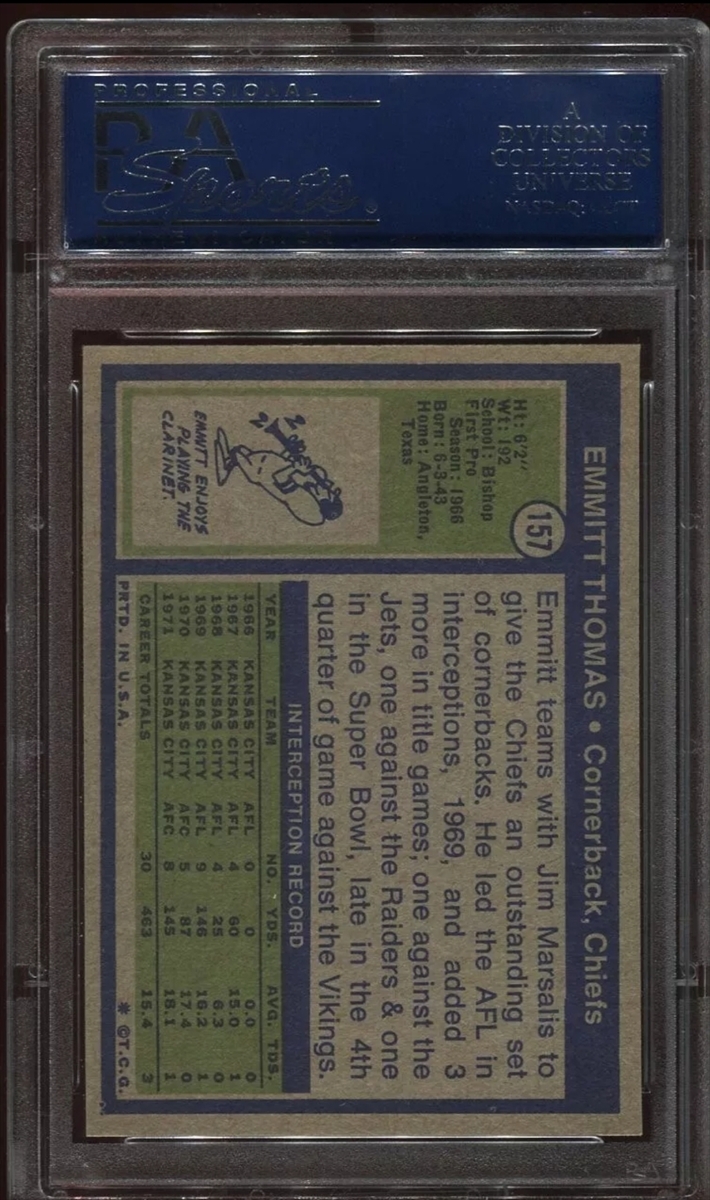 PROFESSIONAL
PSA
Sports
A
DIVISION OF
COLLECTORS
UNIVERSE
NASDAQ: CLCT
EMMITT THOMAS • Cornerback, Chiefs
157
Ht: 6'2"
Wt: 192
School: Bishop
First Pro
Season: 1966
Born: 6-3-43
Home: Angleton,
Texas
EMMITT ENJOYS
PLAYING THE
CLARINET.
Emmitt teams with Jim Marsalis to
give the Chiefs an outstanding set
of cornerbacks. He led the AFL in
interceptions, 1969, and added 3
more in title games; one against the
Jets, one against the Raiders & one
in the Super Bowl, late in the 4th
quarter of game against the Vikings.
INTERCEPTION RECORD
YEAR TEAM NO. YDS. AVG. TDS.
1966 KANSAS CITY AFL 0 0 0.0 0
1967 KANSAS CITY AFL 4 60 15.0 1
1968 KANSAS CITY AFL 4 25 6.3 0
1969 KANSAS CITY AFL 9 146 16.2 1
1970 KANSAS CITY AFC 5 87 17.4 0
1971 KANSAS CITY AFC 8 145 18.1 1
CAREER TOTALS 30 463 15.4 3
PRTD. IN U.S.A. * ©T.C.G.